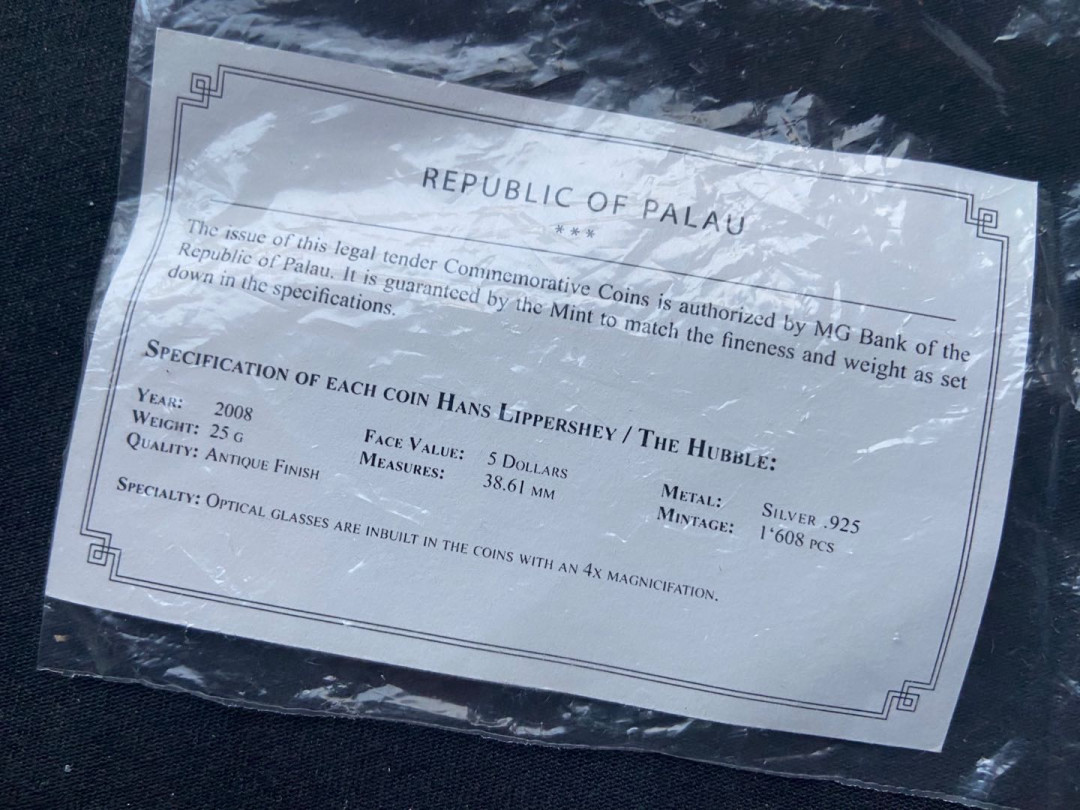 REPUBLIC OF PALAU
***
The issue of this legal tender Commemorative Coins is authorized by MG Bank of the
Republic of Palau. It is guaranteed by the Mint to match the fineness and weight as set
down in the specifications.
SPECIFICATION OF EACH COIN HANS LIPPERSHEY / THE HUBBLE:
YEAR: 2008 FACE VALUE: 5 DOLLARS METAL: SILVER .925
WEIGHT: 25 G MEASURES: 38.61 MM MINTAGE: 1‘608 PCS
QUALITY: ANTIQUE FINISH
SPECIALTY: OPTICAL GLASSES ARE INBUILT IN THE COINS WITH AN 4X MAGNICIFATION.